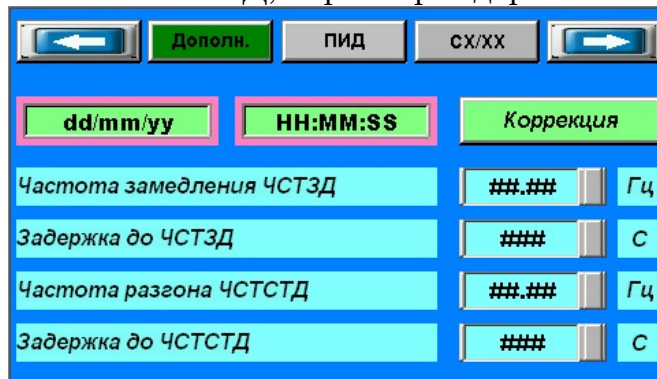 Дополн. ПИД СХ/ХХ
dd/mm/yy HH:MM:SS Коррекция
Частота замедления ЧСТЗД ##.## Гц
Задержка до ЧСТЗД ### С
Частота разгона ЧСТСТД ##.## Гц
Задержка до ЧСТСТД ### С